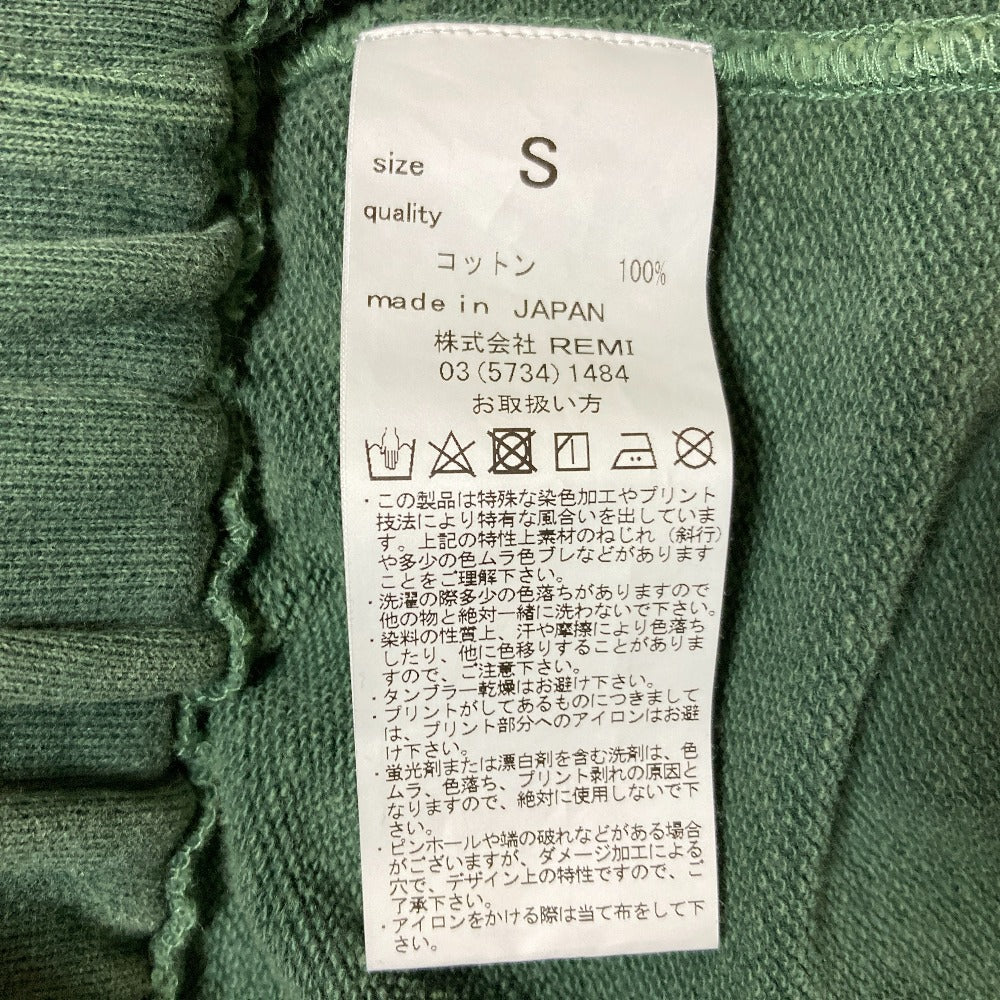 size S
quality
コットン 100%
made in JAPAN
株式会社 REMI
03(5734)1484
お取扱い方
・この製品は特殊な染色加工やプリント
技法により特有な風合いを出していま
す。上記の特性上素材のねじれ（斜行）
や多少の色ムラ色ブレなどがあります
ことをご理解下さい。
・洗濯の際多少の色落ちがありますので
他の物と絶対一緒に洗わないで下さい。
・染料の性質上、汗や摩擦により色落ち
したり、他に色移りすることがありま
すので、ご注意下さい。
・タンブラー乾燥はお避け下さい。
・プリントがしてあるものにつきまして
は、プリント部分へのアイロンはお避
け下さい。
・蛍光剤または漂白剤を含む洗剤は、色
ムラ、色落ち、プリント剥れの原因と
なりますので、絶対に使用しないで下
さい。
・ピンホールや端の破れなどがある場合
がございますが、ダメージ加工による
穴で、デザイン上の特性ですので、ご
了承下さい。
・アイロンをかける際は当て布をして下
さい。